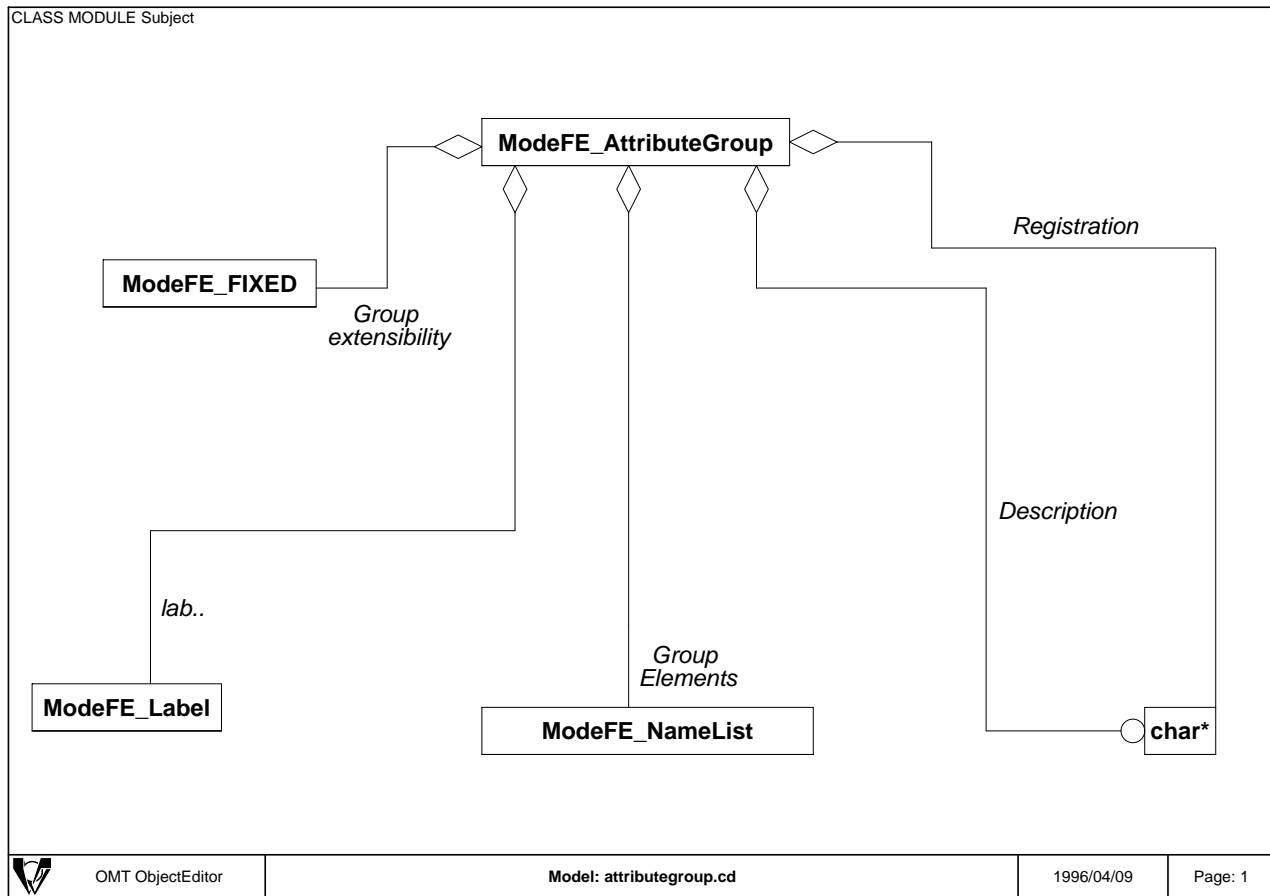 CLASS MODULE Subject
ModeFE_AttributeGroup
Registration
ModeFE_FIXED
Group
extensibility
Description
lab..
Group
Elements
ModeFE_Label
ModeFE_NameList
char*
OMT ObjectEditor
Model: attributegroup.cd
1996/04/09
Page: 1